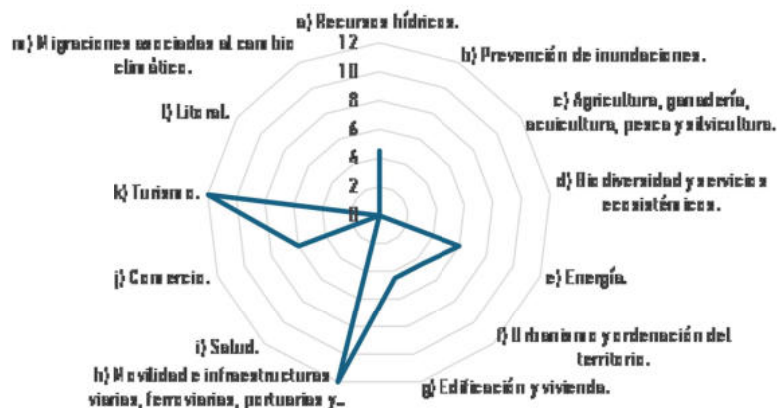 a) Recursos hídricos.
b) Prevención de inundaciones.
c) Agricultura, ganadería,
acuicultura, pesca y silvicultura.
d) Biodiversidad y servicios
ecosistémicos.
e) Energía.
f) Urbanismo y ordenación del
territorio.
g) Edificación y vivienda.
h) Movilidad e infraestructuras
viarias, ferroviarias, portuarias y...
i) Salud.
j) Comercio.
k) Turismo.
l) Litoral.
m) Migraciones asociadas al cambio
climático.
12
10
8
6
4
2
0